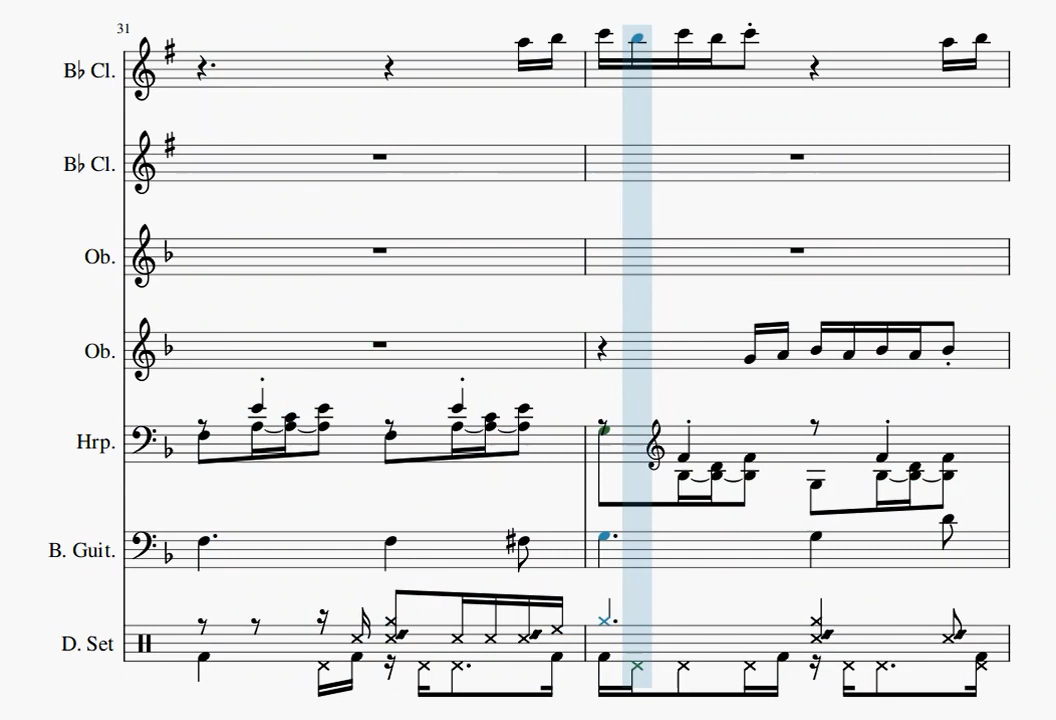 31
B♭ Cl.
B♭ Cl.
Ob.
Ob.
Hrp.
B. Guit.
D. Set